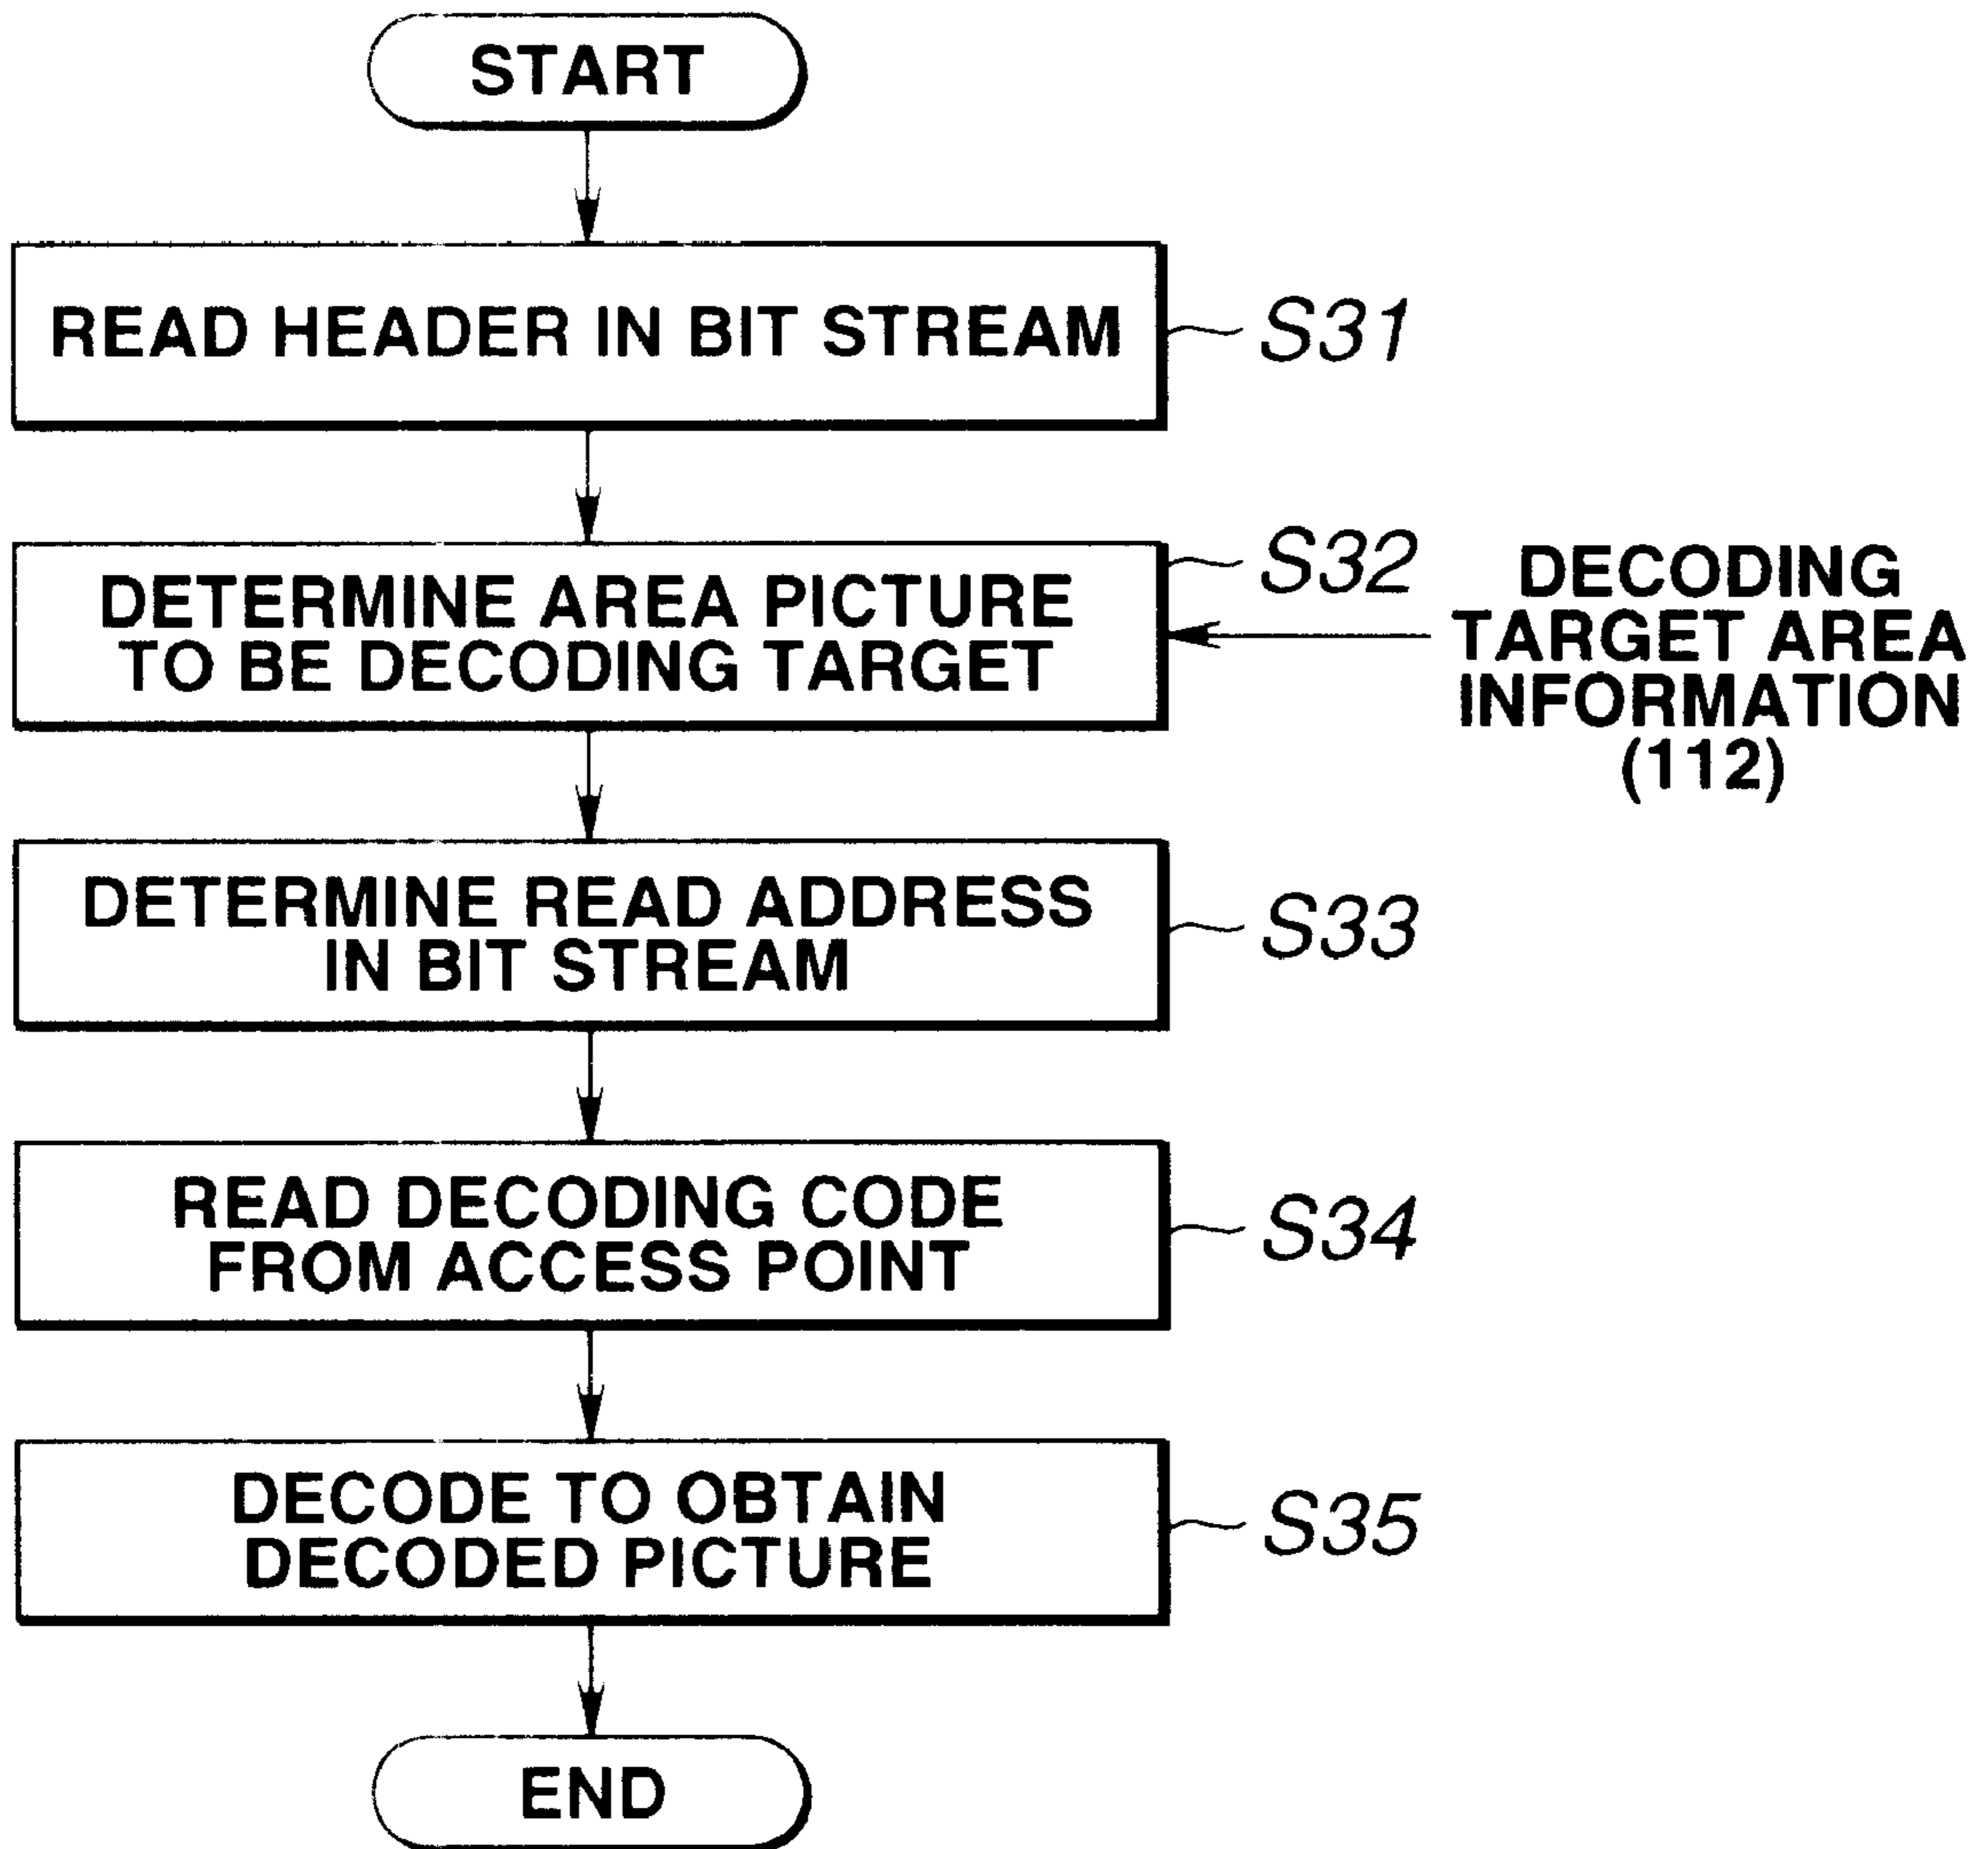 START
READ HEADER IN BIT STREAM
S31
DETERMINE AREA PICTURE
TO BE DECODING TARGET
S32
DECODING
TARGET AREA
INFORMATION
(112)
DETERMINE READ ADDRESS
IN BIT STREAM
S33
READ DECODING CODE
FROM ACCESS POINT
S34
DECODE TO OBTAIN
DECODED PICTURE
S35
END